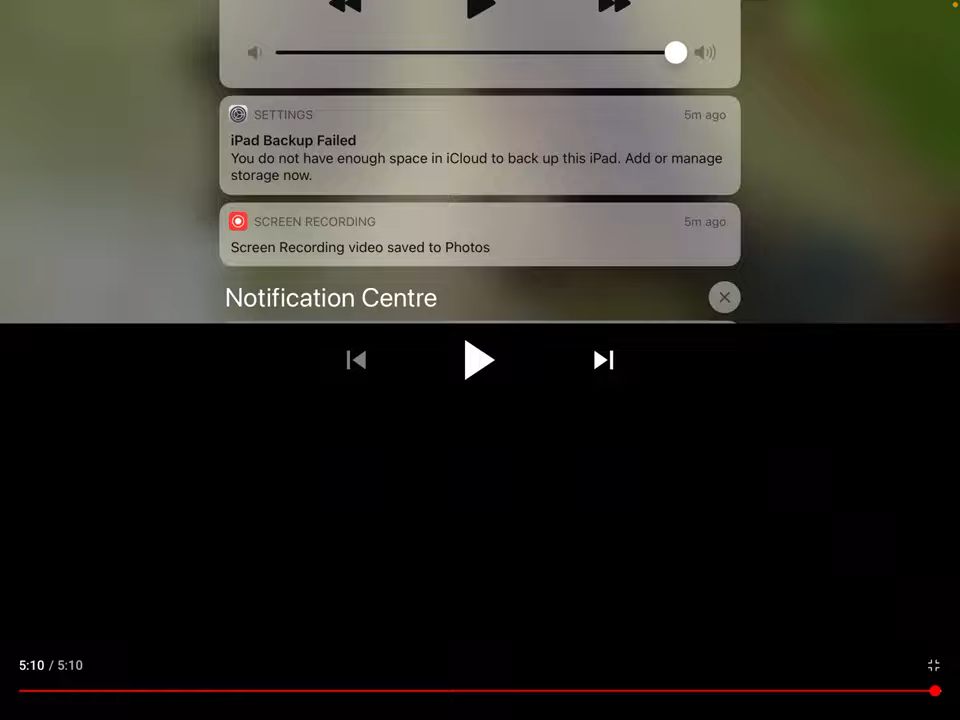 SETTINGS 5m ago
iPad Backup Failed
You do not have enough space in iCloud to back up this iPad. Add or manage
storage now.
SCREEN RECORDING 5m ago
Screen Recording video saved to Photos
Notification Centre
5:10 / 5:10